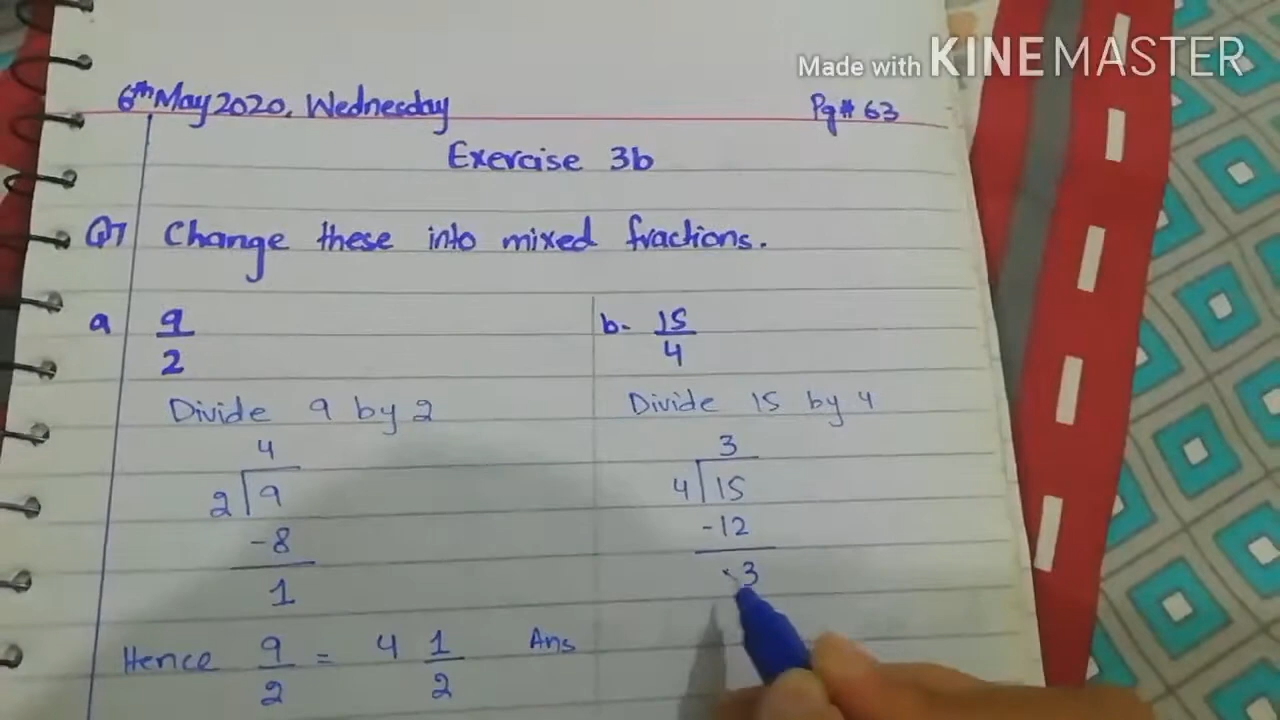 Made with KINEMASTER
6th May 2020, Wednesday Pg# 63
Exercise 3b
Q1 Change these into mixed fractions.
a 9/2
Divide 9 by 2
4
2 9
-8
1
Hence 9/2 = 4 1/2 Ans
b. 15/4
Divide 15 by 4
3
4 15
-12
×3